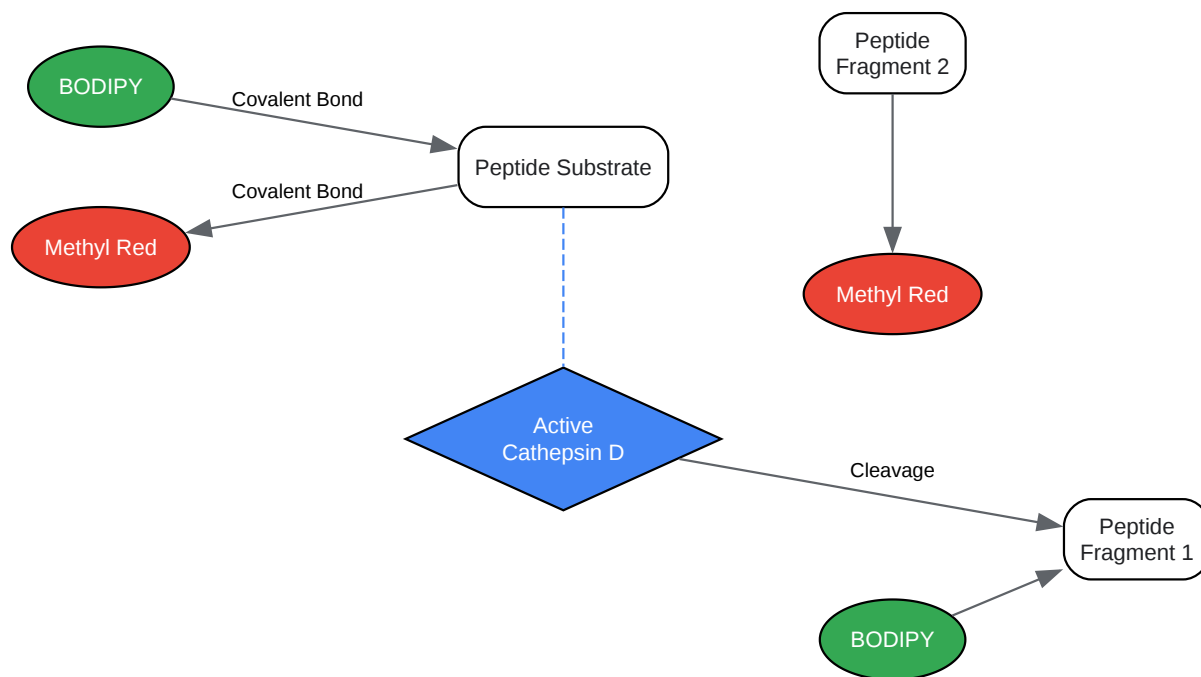 Peptide
Fragment 2
BODIPY
Covalent Bond
Peptide Substrate
Covalent Bond
Methyl Red
Methyl Red
Active
Cathepsin D
Cleavage
Peptide
Fragment 1
BODIPY